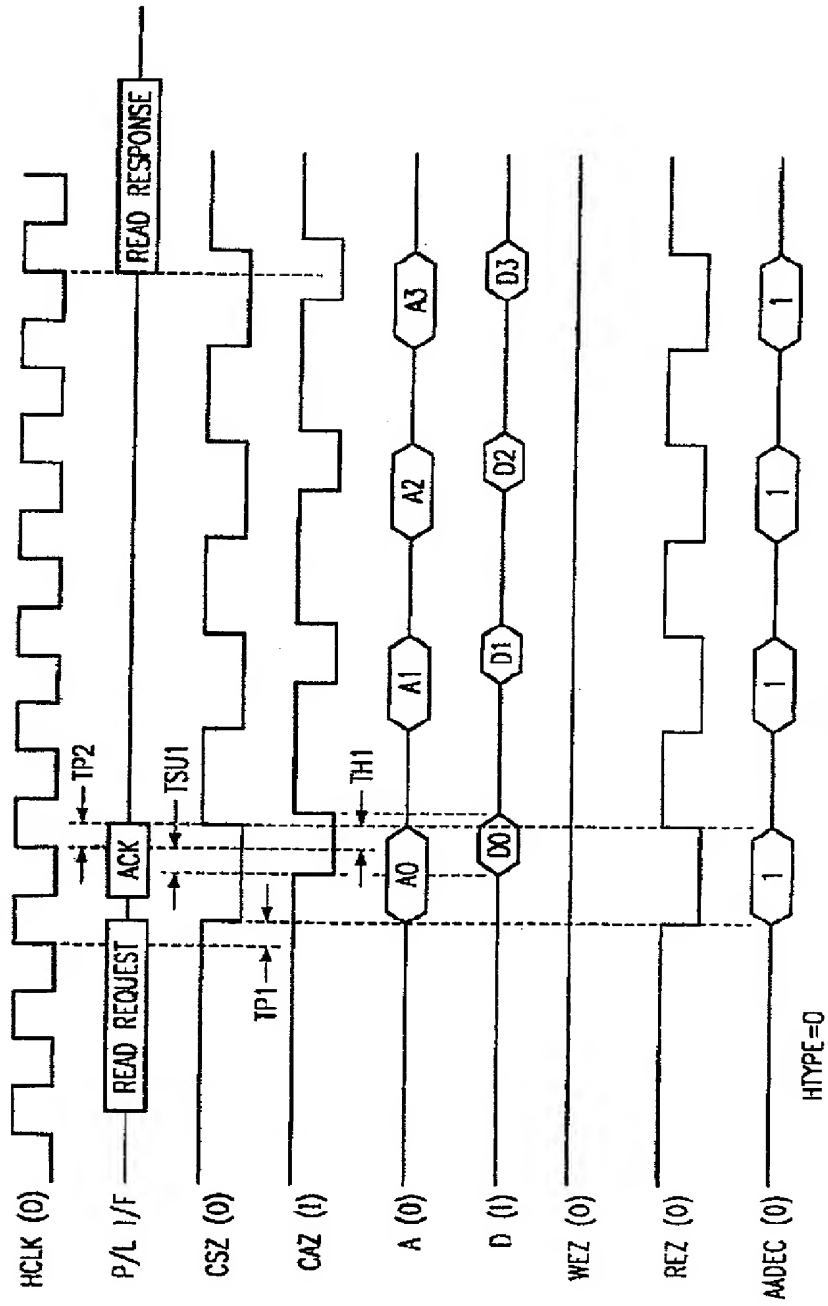 HCLK (0)
P/L I/F
READ REQUEST
ACK
READ RESPONSE
TP2
CSZ (0)
TSU1
CAZ (1)
TP1
TH1
A (0)
A0
A1
A2
A3
D (1)
D0
D1
D2
D3
WEZ (0)
REZ (0)
AADEC (0)
1
1
1
1
HTYPE=0